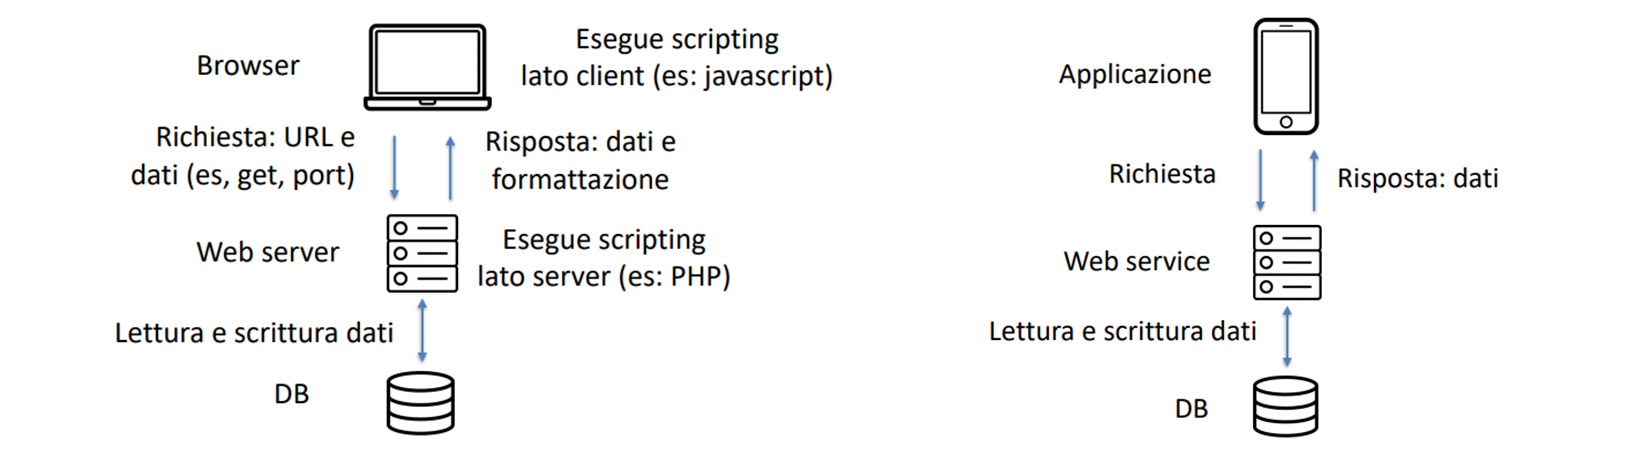 Browser
Esegue scripting
lato client (es: javascript)
Richiesta: URL e
dati (es, get, port)
Risposta: dati e
formattazione
Web server
Esegue scripting
lato server (es: PHP)
Lettura e scrittura dati
DB
Applicazione
Richiesta
Risposta: dati
Web service
Lettura e scrittura dati
DB